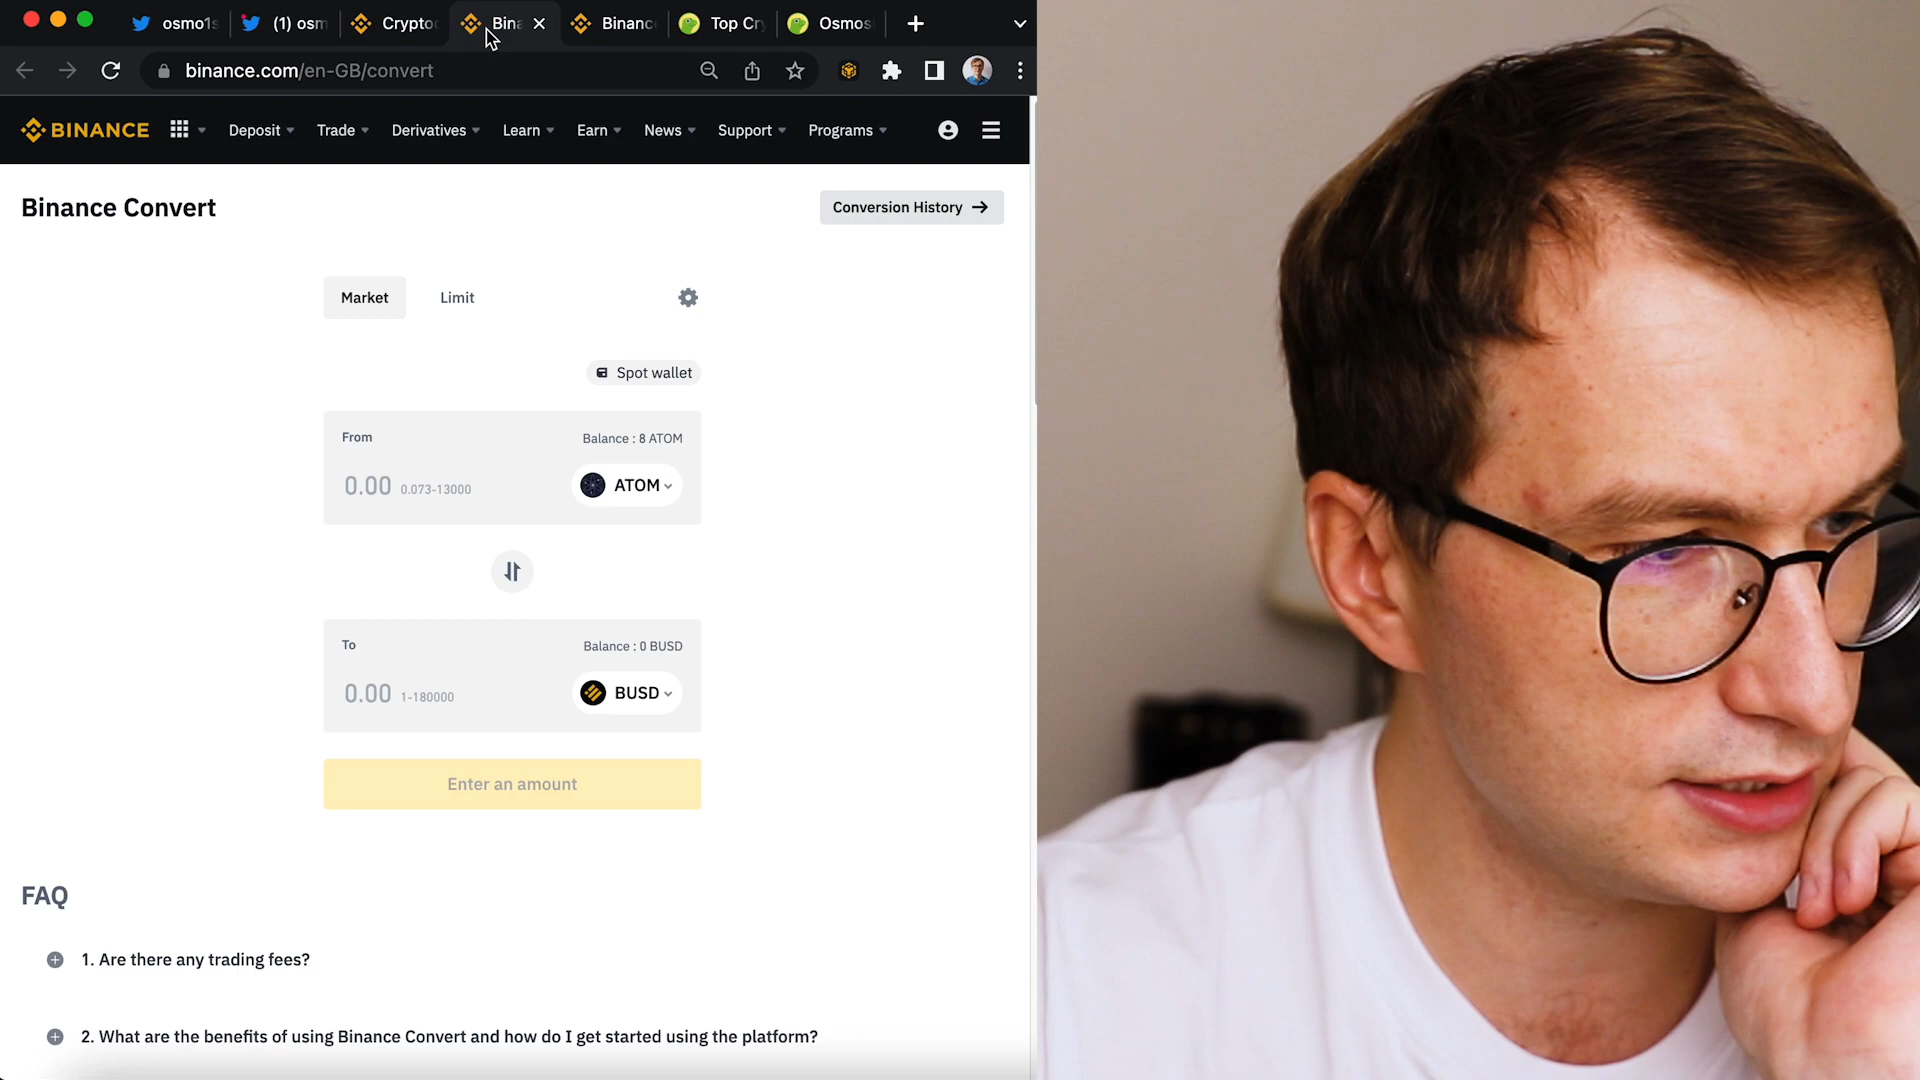 osmo1s (1) osm Cryptoc Bina Binanc Top Cr Osmosi
binance.com/en-GB/convert
BINANCE Deposit Trade Derivatives Learn Earn News Support Programs
Binance Convert
Conversion History
Market Limit
Spot wallet
From Balance : 8 ATOM
0.00 0.073-13000 ATOM
To Balance : 0 BUSD
0.00 1-180000 BUSD
Enter an amount
FAQ
1. Are there any trading fees?
2. What are the benefits of using Binance Convert and how do I get started using the platform?